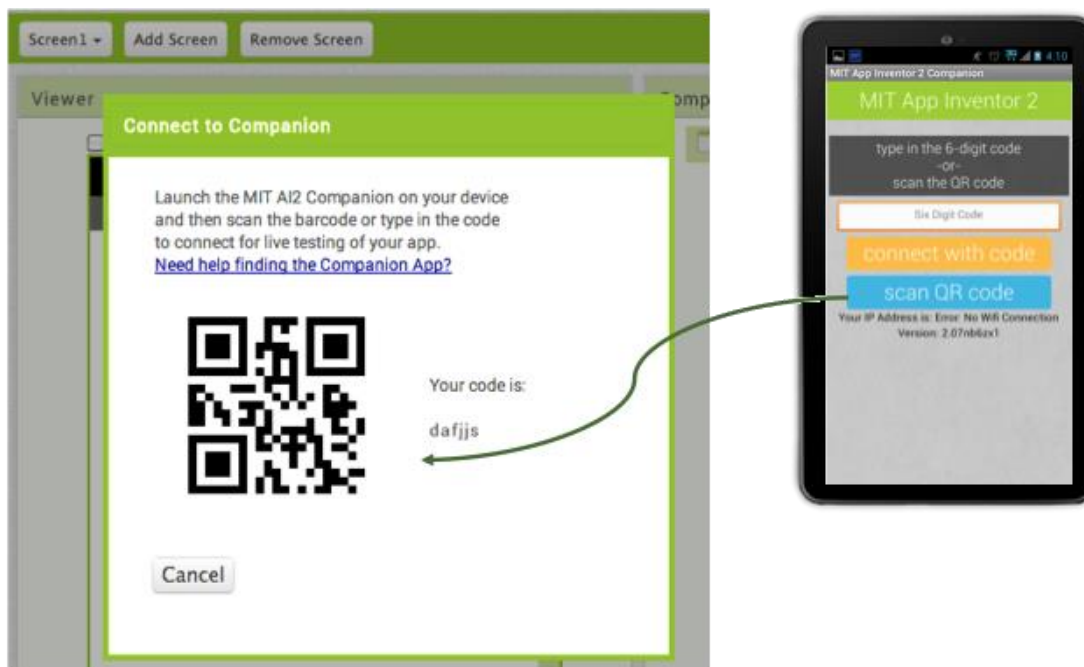 Screen1
Add Screen
Remove Screen
Viewer
Comp
Connect to Companion
Launch the MIT AI2 Companion on your device
and then scan the barcode or type in the code
to connect for live testing of your app.
Need help finding the Companion App?
Your code is:
dafjjs
Cancel
4:10
MIT App Inventor 2 Companion
MIT App Inventor 2
type in the 6-digit code
-or-
scan the QR code
Six Digit Code
connect with code
scan QR code
Your IP Address is: Error: No Wifi Connection
Version: 2.07nb6zx1